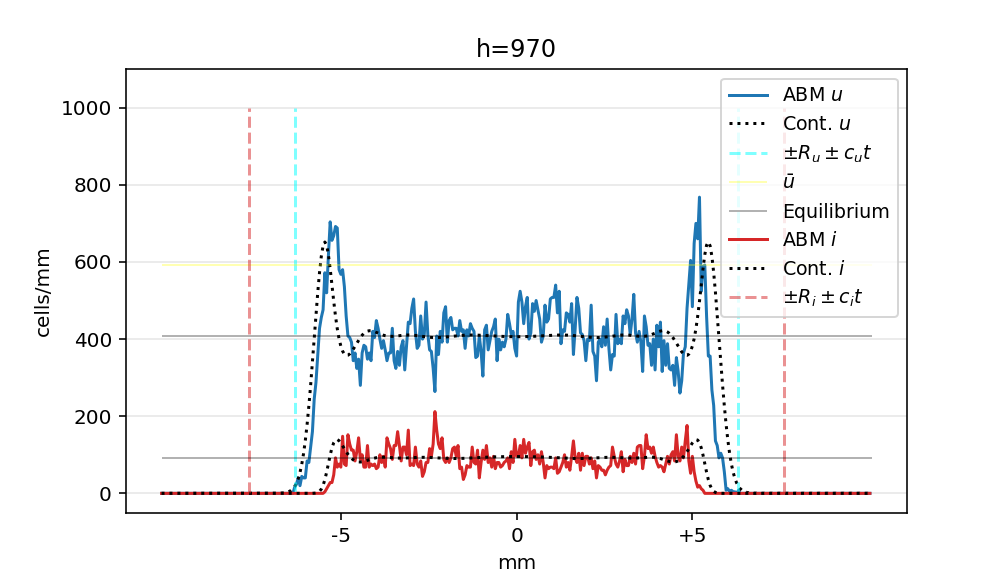 h=970
1000
800
600
400
200
0
cells/mm
-5
0
+5
mm
ABM u
Cont. u
±R_u ± c_u t
ū
Equilibrium
ABM i
Cont. i
±R_i ± c_i t